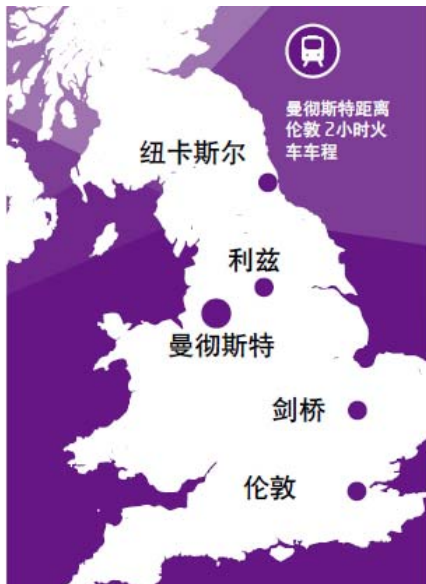 曼彻斯特距离
伦敦 2小时火
车车程
纽卡斯尔
利兹
曼彻斯特
剑桥
伦敦